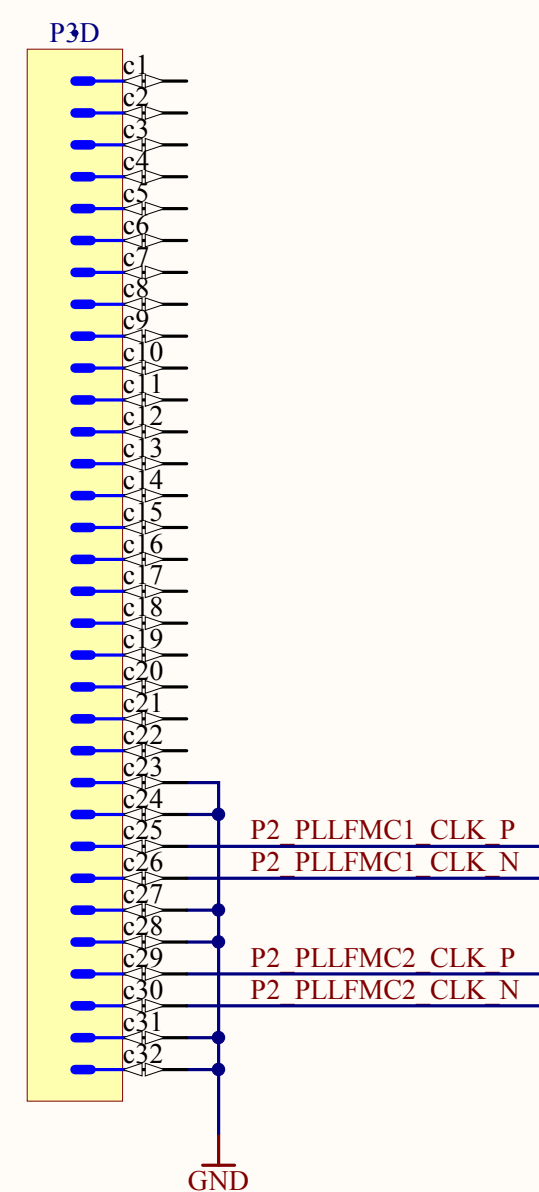 P3D
c1
c2
c3
c4
c5
c6
c7
c8
c9
c10
c11
c12
c13
c14
c15
c16
c17
c18
c19
c20
c21
c22
c23
c24
c25 P2_PLLFMC1_CLK_P
c26 P2_PLLFMC1_CLK_N
c27
c28
c29 P2_PLLFMC2_CLK_P
c30 P2_PLLFMC2_CLK_N
c31
c32
GND